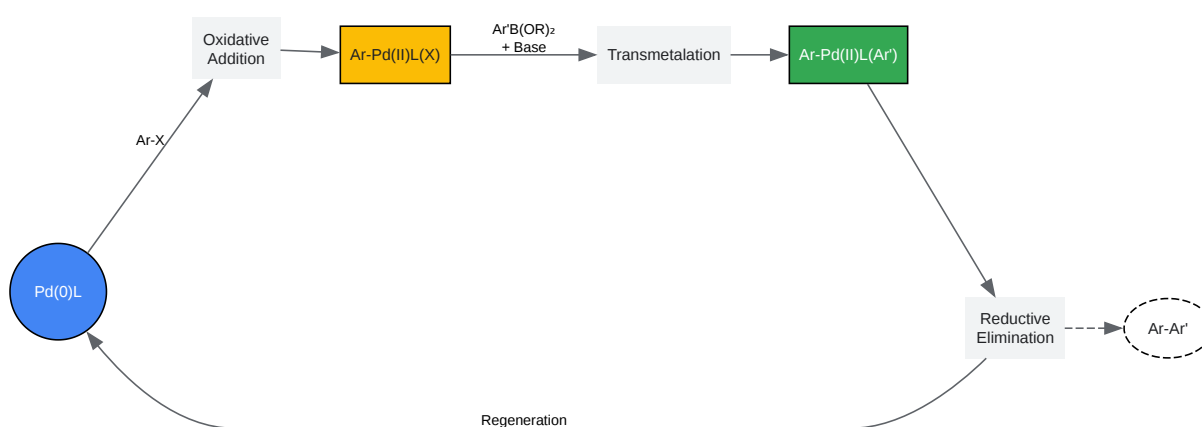 Oxidative
Addition
Ar-Pd(II)L(X)
Ar'B(OR)₂
+ Base
Transmetalation
Ar-Pd(II)L(Ar')
Ar-X
Pd(0)L
Reductive
Elimination
Ar-Ar'
Regeneration